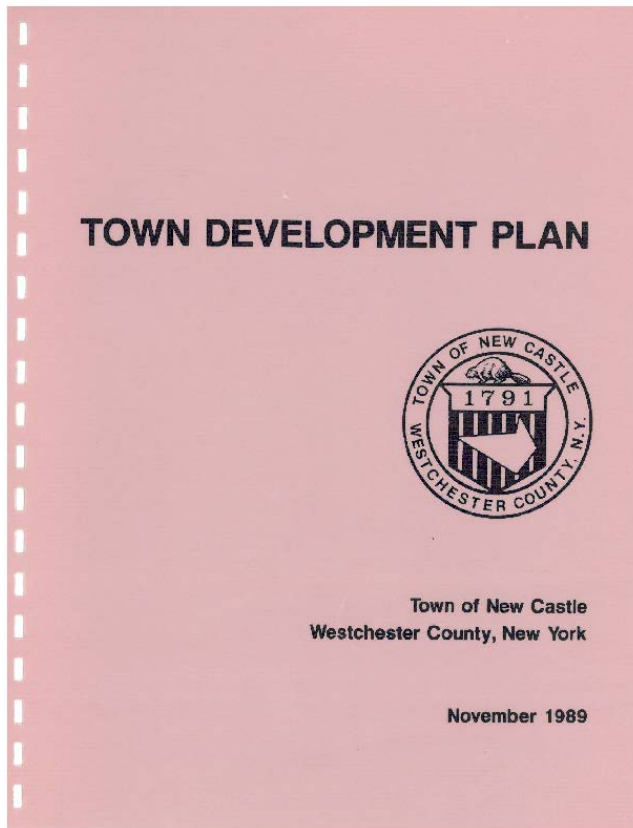 TOWN DEVELOPMENT PLAN
TOWN OF NEW CASTLE
1791
WESTCHESTER COUNTY, N.Y.
Town of New Castle
Westchester County, New York
November 1989